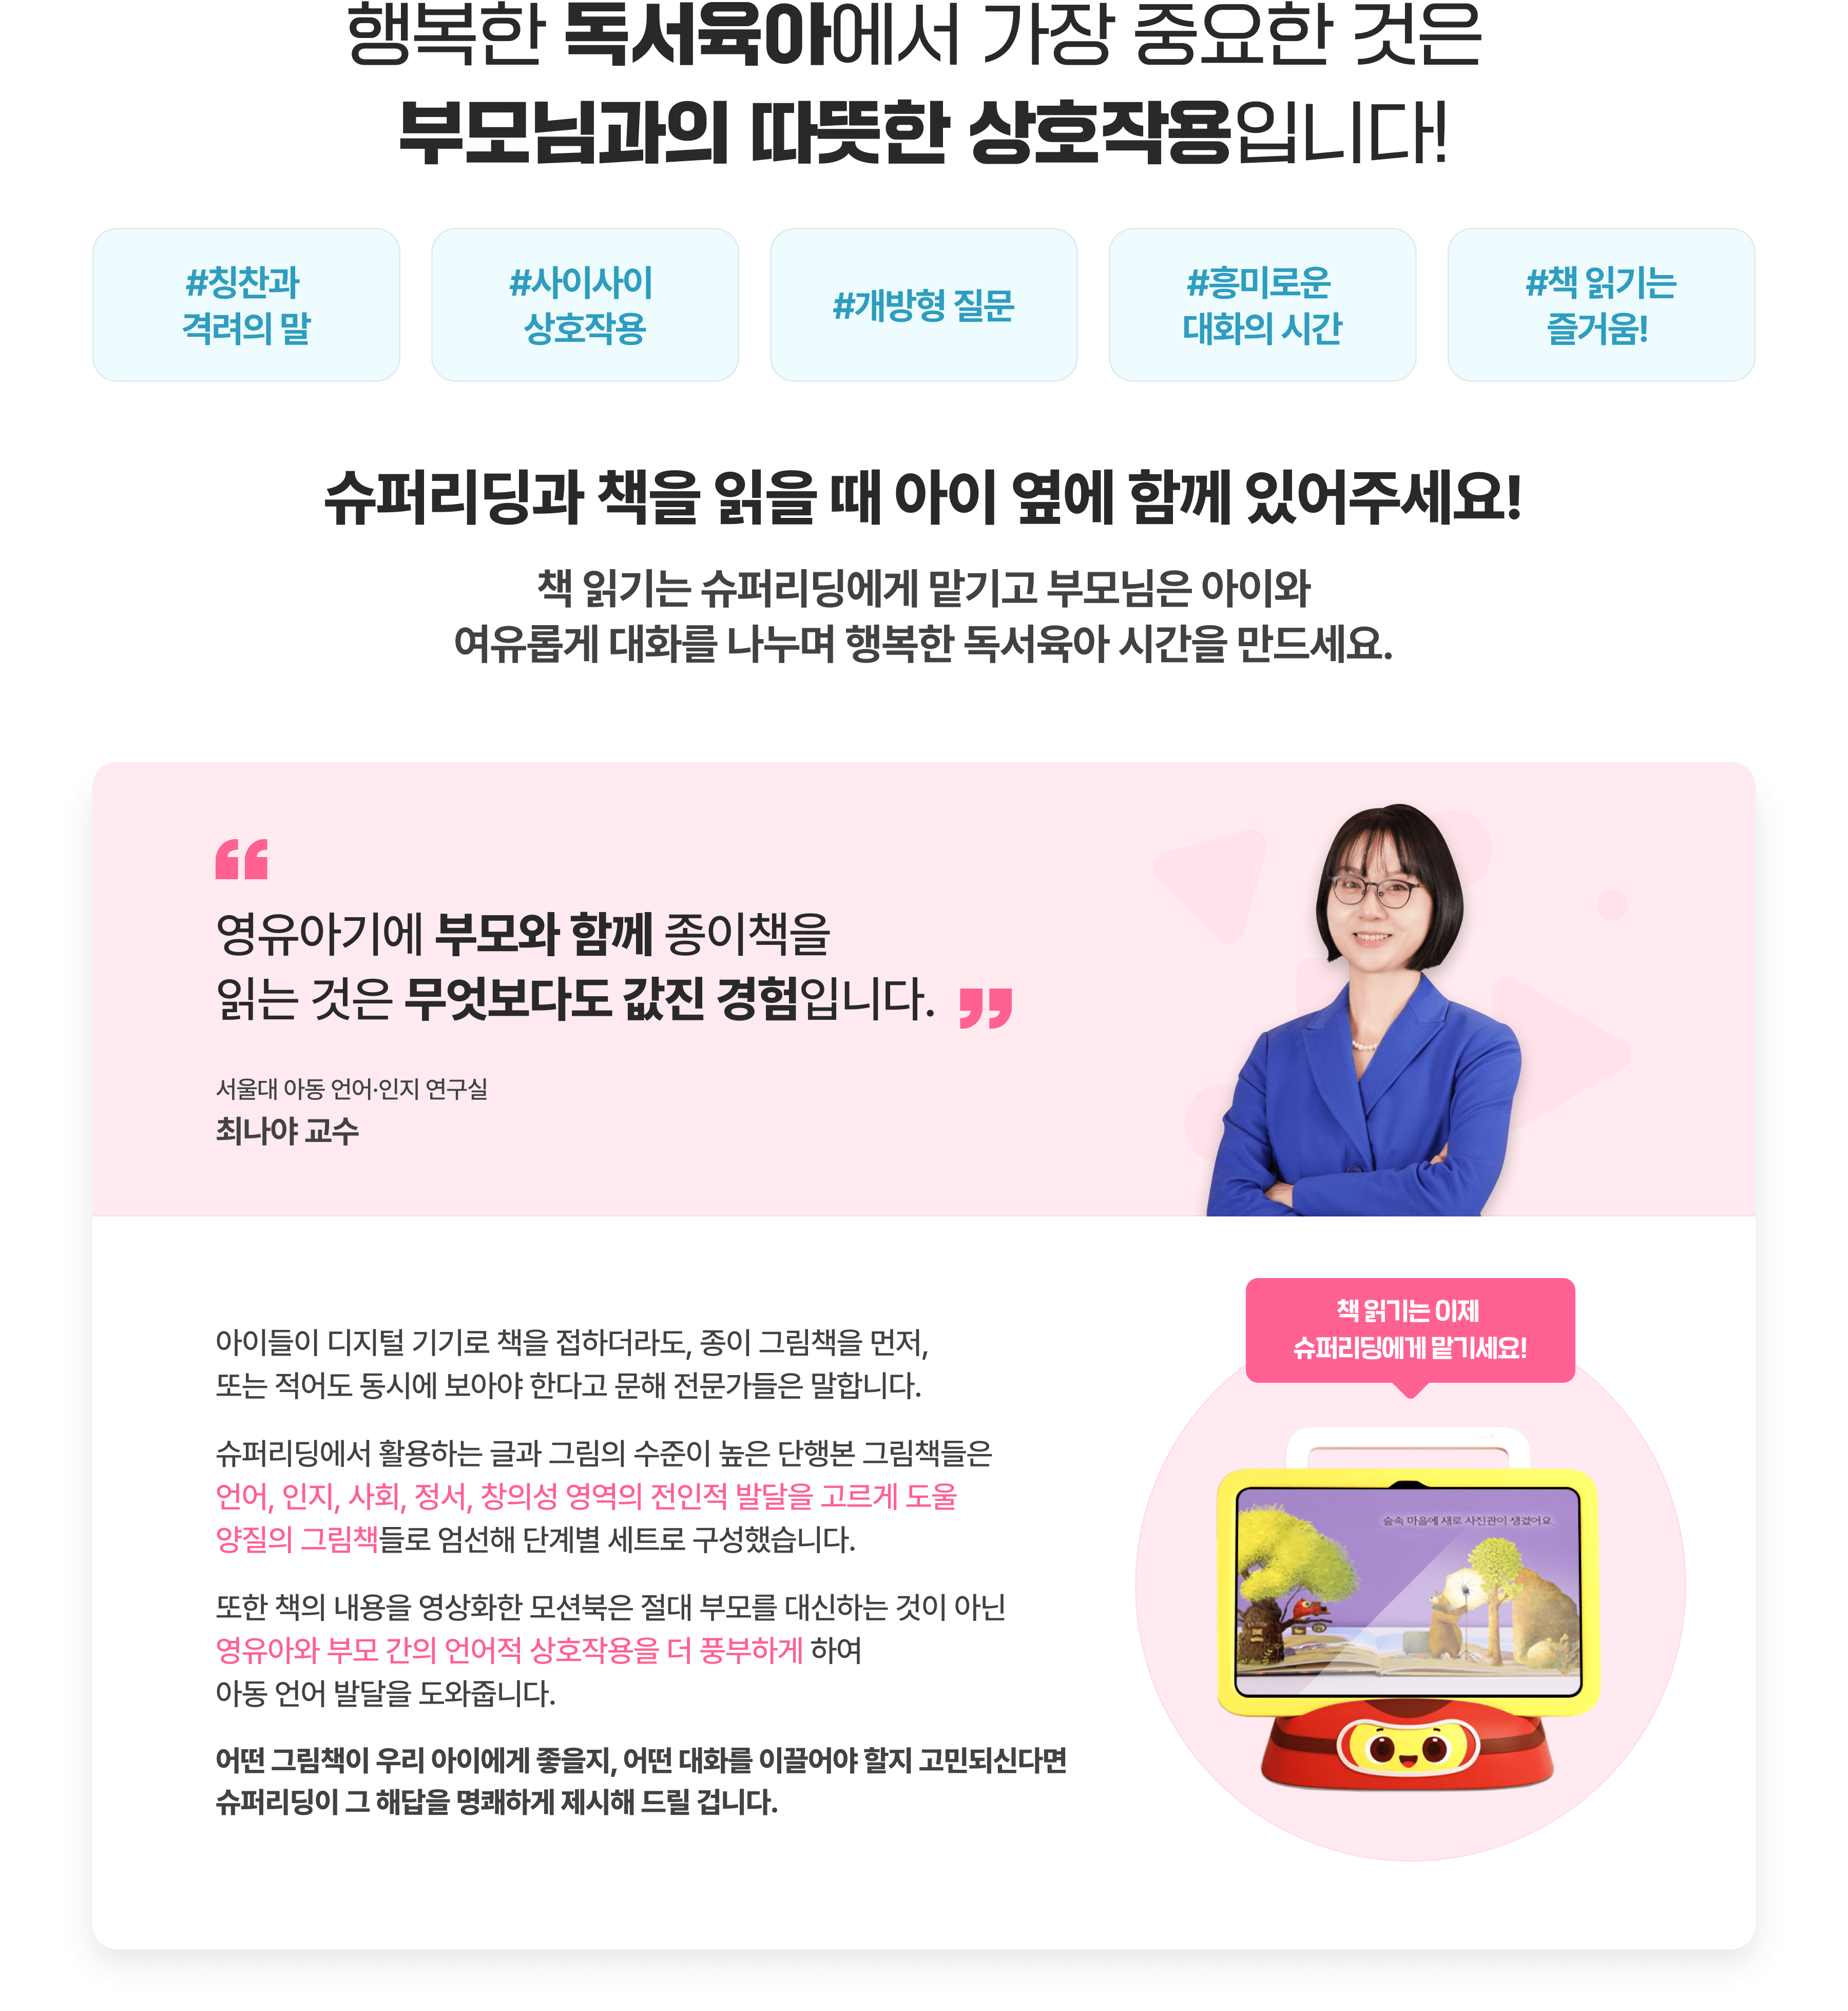 행복한 독서육아에서 가장 중요한 것은
부모님과의 따뜻한 상호작용입니다!
#칭찬과
격려의 말
#사이사이
상호작용
#개방형 질문
#흥미로운
대화의 시간
#책 읽기는
즐거움!
슈퍼리딩과 책을 읽을 때 아이 옆에 함께 있어주세요!
책 읽기는 슈퍼리딩에게 맡기고 부모님은 아이와
여유롭게 대화를 나누며 행복한 독서육아 시간을 만드세요.
“
영유아기에 부모와 함께 종이책을
읽는 것은 무엇보다도 값진 경험입니다. ”
서울대 아동 언어·인지 연구실
최나야 교수
아이들이 디지털 기기로 책을 접하더라도, 종이 그림책을 먼저,
또는 적어도 동시에 보아야 한다고 문해 전문가들은 말합니다.
슈퍼리딩에서 활용하는 글과 그림의 수준이 높은 단행본 그림책들은
언어, 인지, 사회, 정서, 창의성 영역의 전인적 발달을 고르게 도울
양질의 그림책들로 엄선해 단계별 세트로 구성했습니다.
또한 책의 내용을 영상화한 모션북은 절대 부모를 대신하는 것이 아닌
영유아와 부모 간의 언어적 상호작용을 더 풍부하게 하여
아동 언어 발달을 도와줍니다.
어떤 그림책이 우리 아이에게 좋을지, 어떤 대화를 이끌어야 할지 고민되신다면
슈퍼리딩이 그 해답을 명쾌하게 제시해 드릴 겁니다.
책 읽기는 이제
슈퍼리딩에게 맡기세요!
숲속 마을에 새로 사진관이 생겼어요.